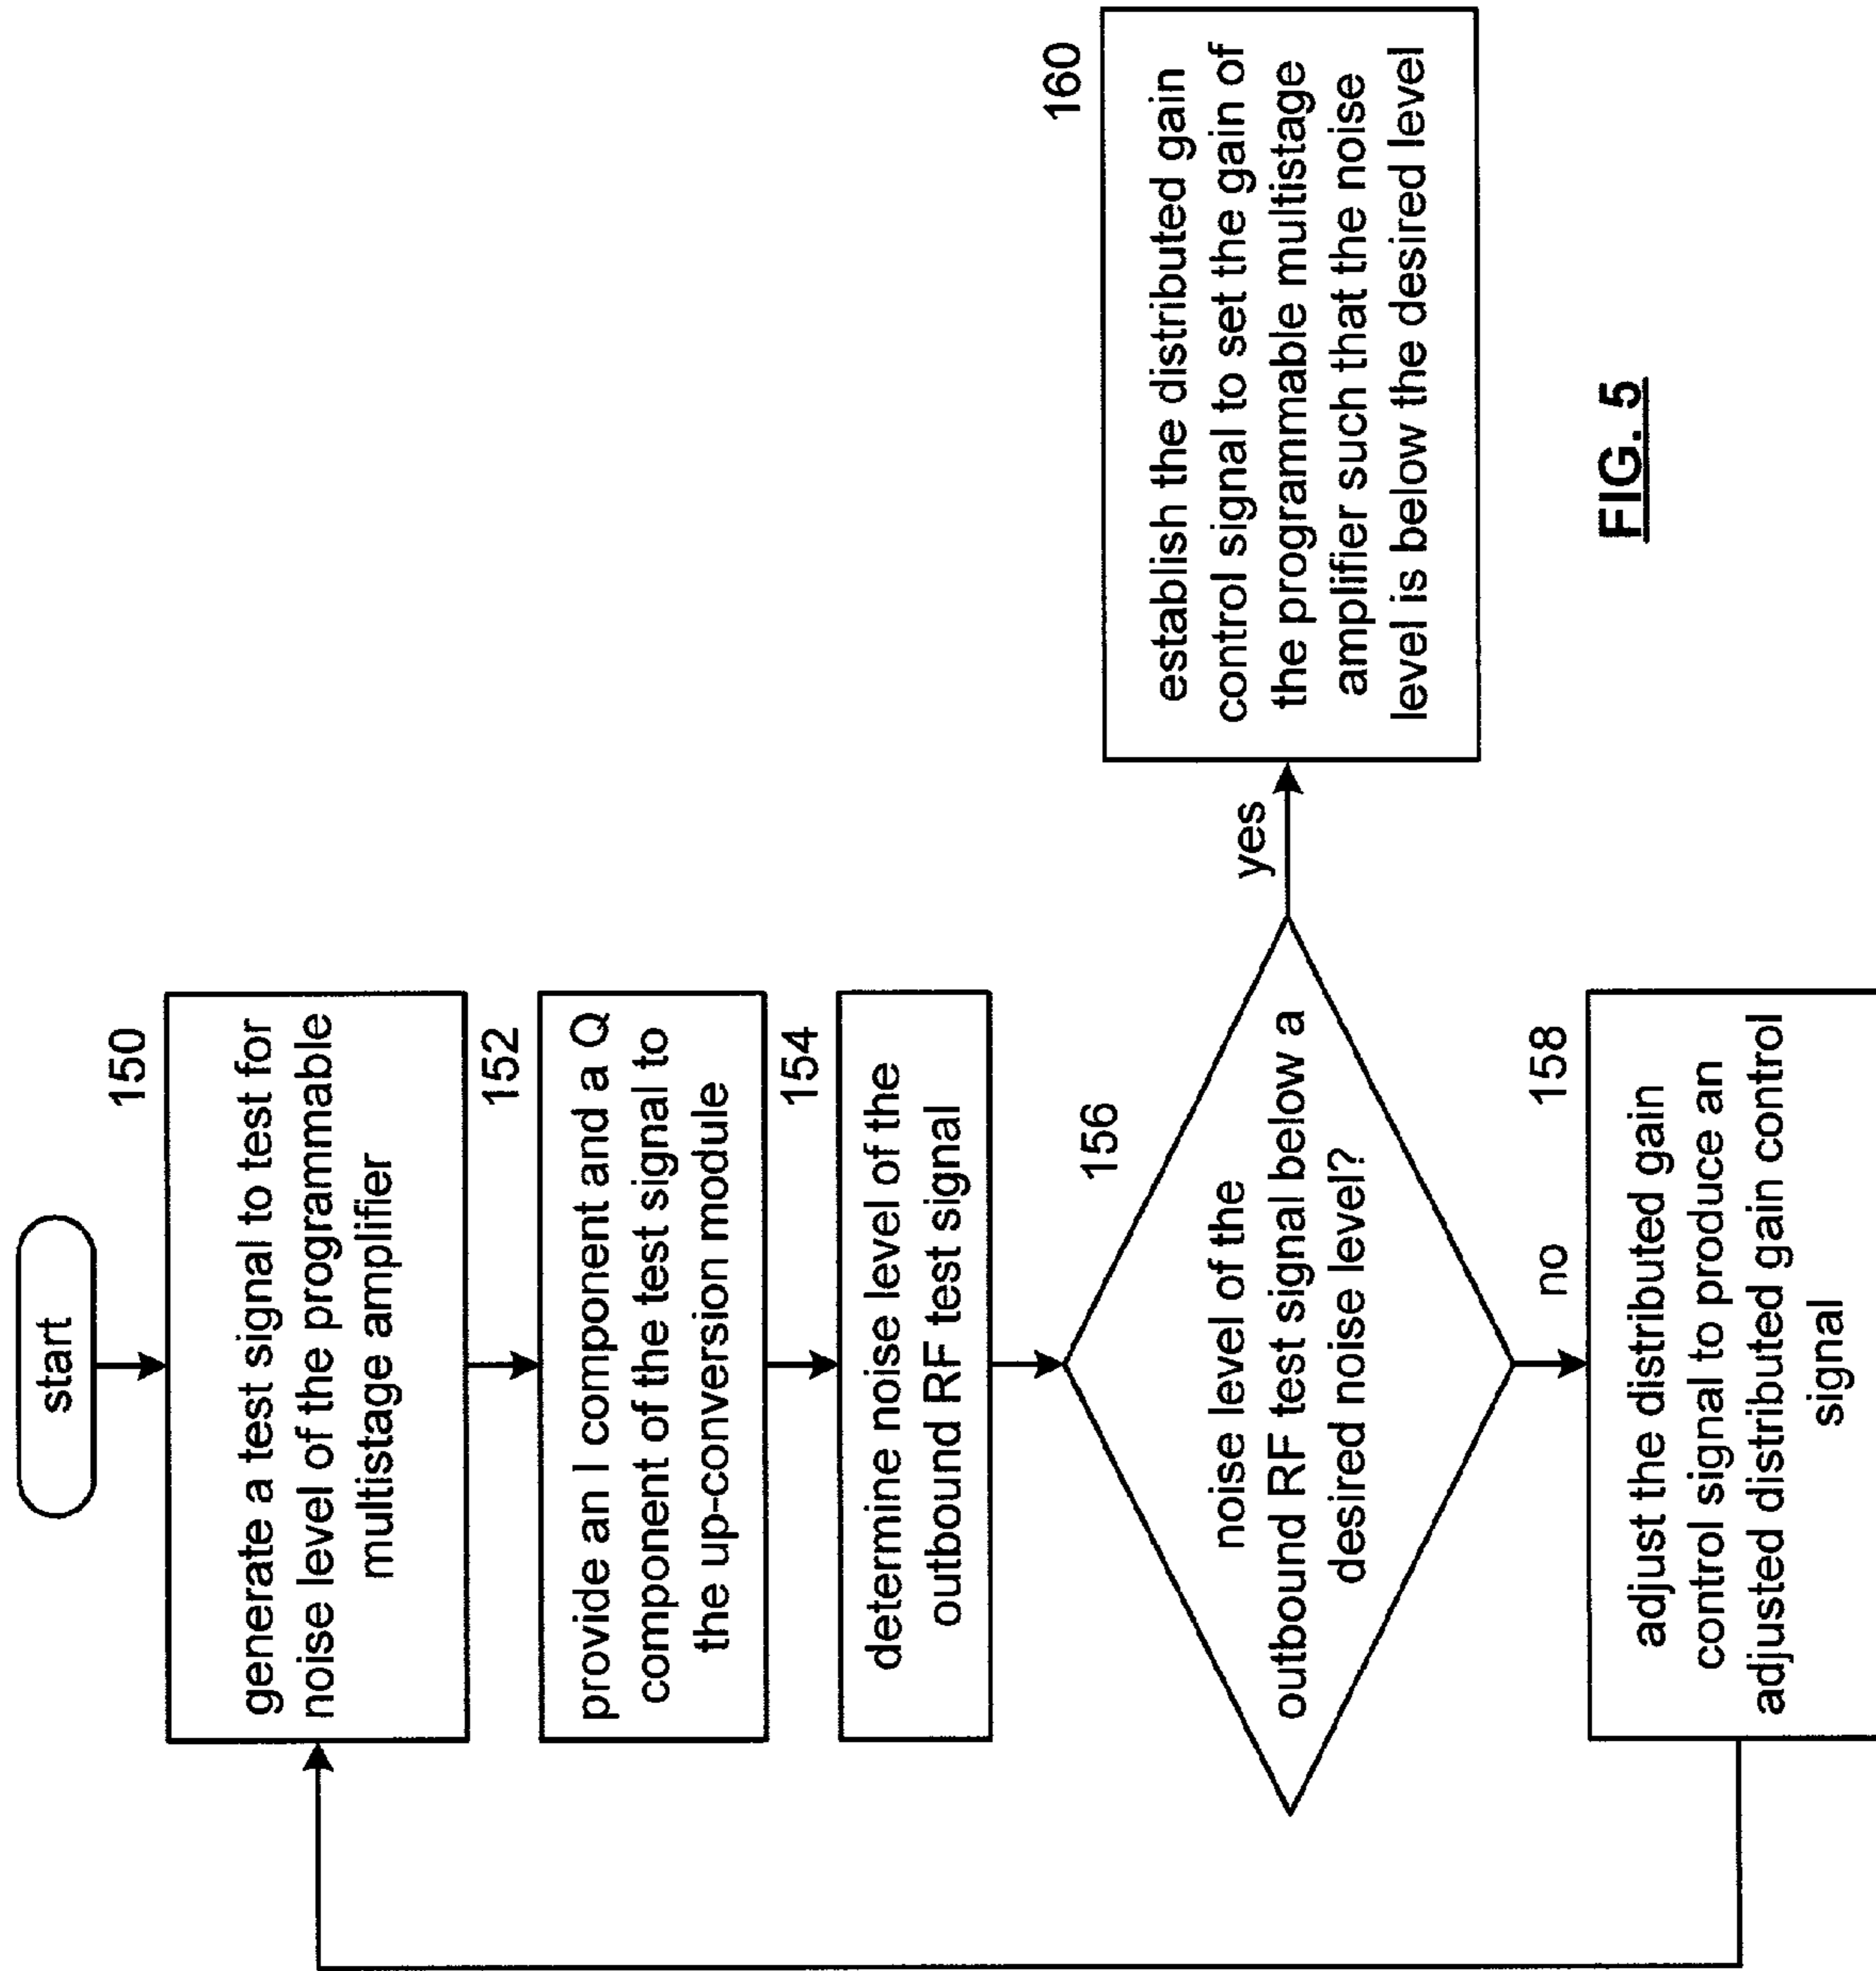 start
150
generate a test signal to test for
noise level of the programmable
multistage amplifier
152
provide an I component and a Q
component of the test signal to
the up-conversion module
154
determine noise level of the
outbound RF test signal
156
noise level of the
outbound RF test signal below a
desired noise level?
yes
160
establish the distributed gain
control signal to set the gain of
the programmable multistage
amplifier such that the noise
level is below the desired level
no
158
adjust the distributed gain
control signal to produce an
adjusted distributed gain control
signal
FIG. 5